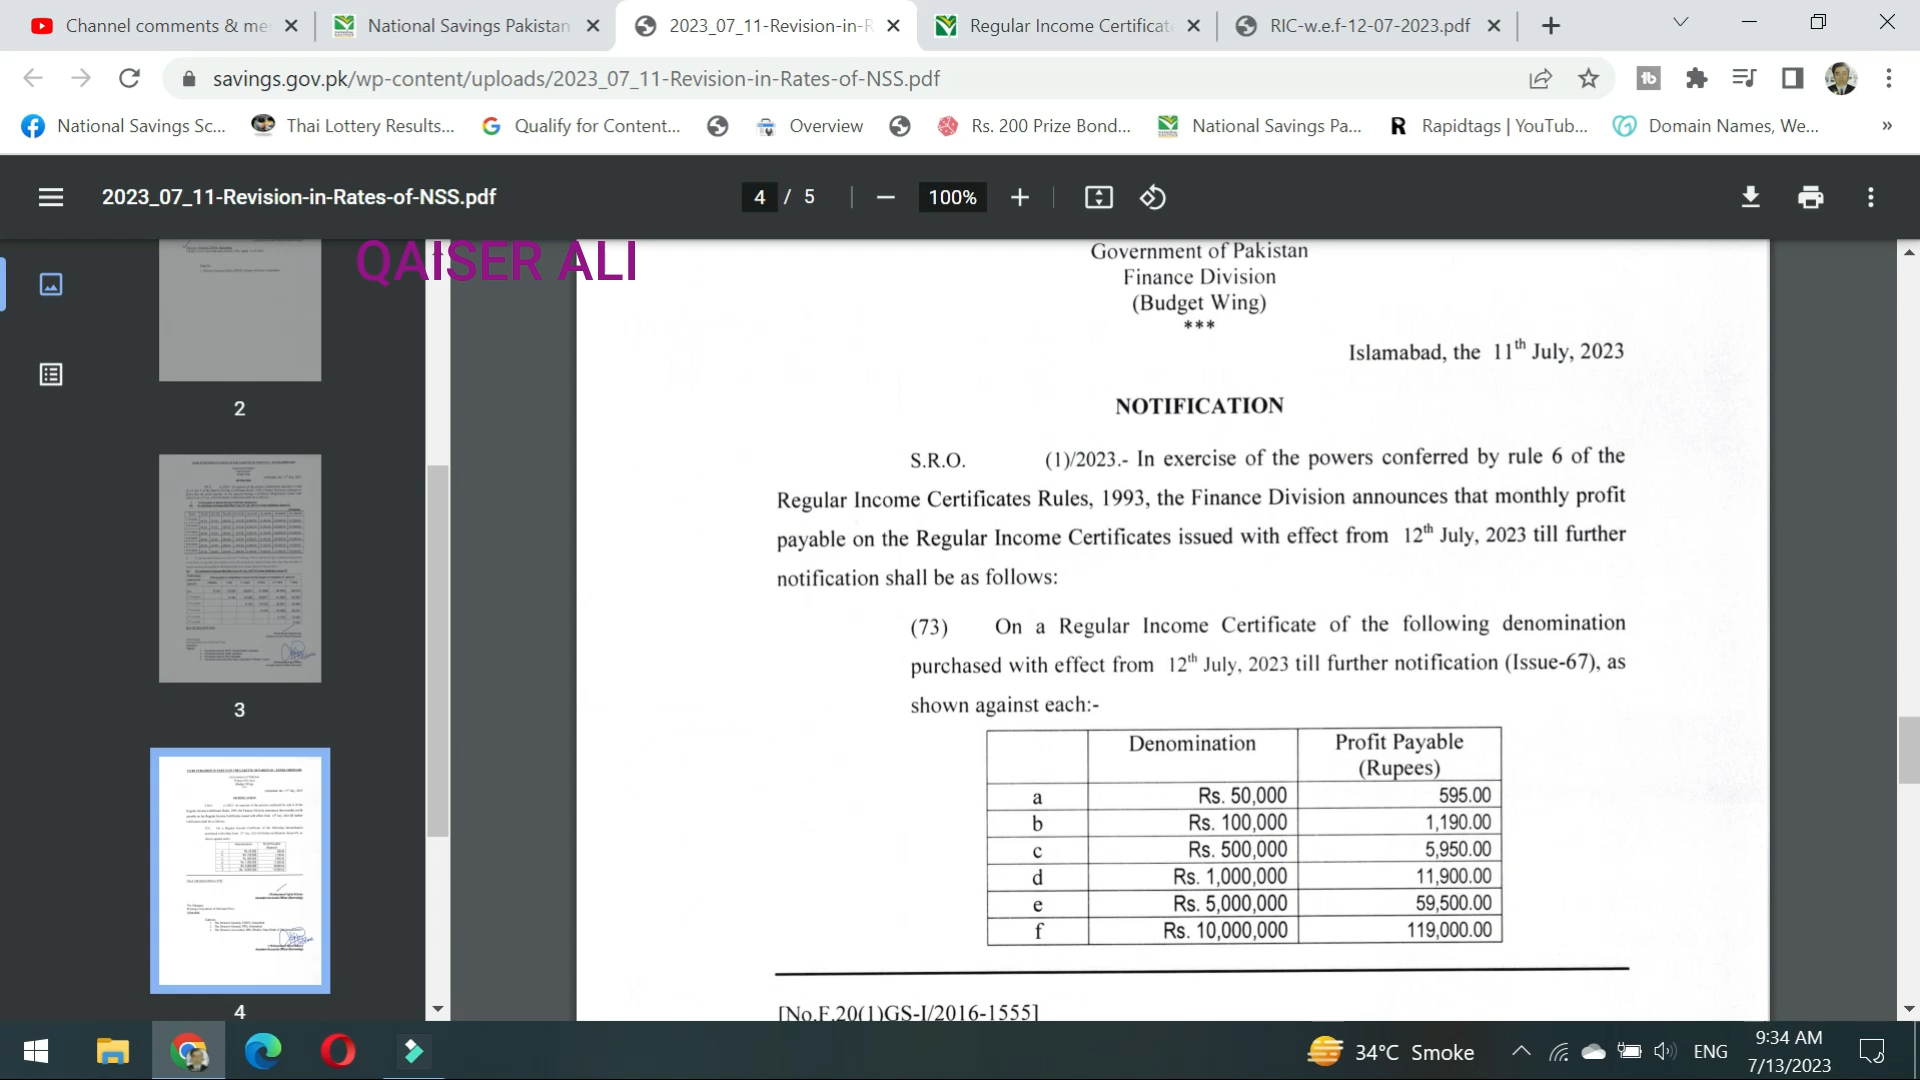 Channel comments & me
National Savings Pakistan
2023_07_11-Revision-in-R
Regular Income Certificat
RIC-w.e.f-12-07-2023.pdf
savings.gov.pk/wp-content/uploads/2023_07_11-Revision-in-Rates-of-NSS.pdf
National Savings Sc...
Thai Lottery Results...
Qualify for Content...
Overview
Rs. 200 Prize Bond...
National Savings Pa...
Rapidtags | YouTub...
Domain Names, We...
»
2023_07_11-Revision-in-Rates-of-NSS.pdf
4 / 5
100%
QAISER ALI
2
3
4
Government of Pakistan
Finance Division
(Budget Wing)
***
Islamabad, the 11th July, 2023
NOTIFICATION
S.R.O. (1)/2023.- In exercise of the powers conferred by rule 6 of the
Regular Income Certificates Rules, 1993, the Finance Division announces that monthly profit
payable on the Regular Income Certificates issued with effect from 12th July, 2023 till further
notification shall be as follows:
(73) On a Regular Income Certificate of the following denomination
purchased with effect from 12th July, 2023 till further notification (Issue-67), as
shown against each:-
Denomination Profit Payable
(Rupees)
a Rs. 50,000 595.00
b Rs. 100,000 1,190.00
c Rs. 500,000 5,950.00
d Rs. 1,000,000 11,900.00
e Rs. 5,000,000 59,500.00
f Rs. 10,000,000 119,000.00
[No.F.20(1)GS-I/2016-1555]
34°C Smoke
ENG
9:34 AM
7/13/2023